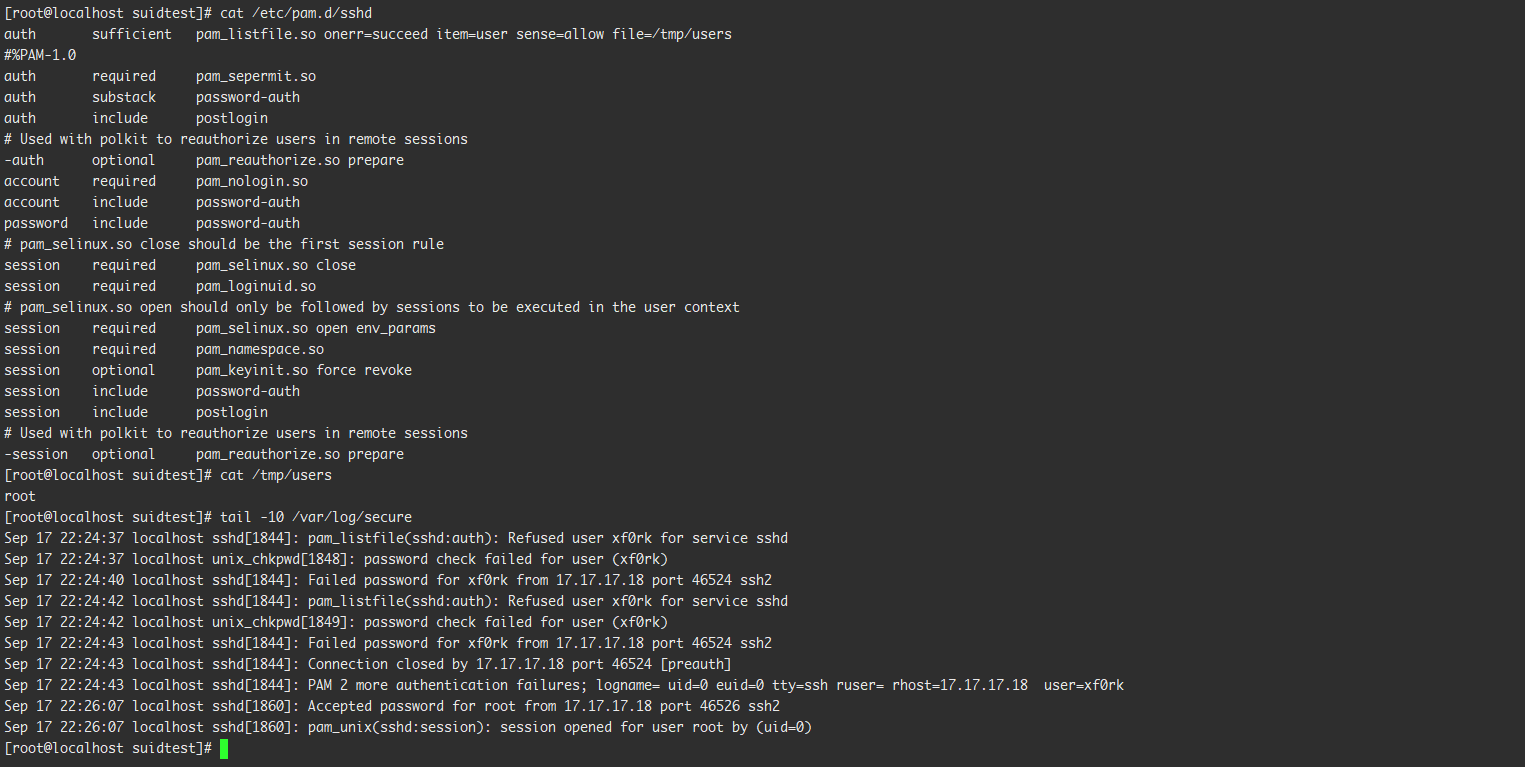 [root@localhost suidtest]# cat /etc/pam.d/sshd
auth       sufficient   pam_listfile.so onerr=succeed item=user sense=allow file=/tmp/users
#%PAM-1.0
auth       required     pam_sepermit.so
auth       substack     password-auth
auth       include      postlogin
# Used with polkit to reauthorize users in remote sessions
-auth      optional     pam_reauthorize.so prepare
account    required     pam_nologin.so
account    include      password-auth
password   include      password-auth
# pam_selinux.so close should be the first session rule
session    required     pam_selinux.so close
session    required     pam_loginuid.so
# pam_selinux.so open should only be followed by sessions to be executed in the user context
session    required     pam_selinux.so open env_params
session    required     pam_namespace.so
session    optional     pam_keyinit.so force revoke
session    include      password-auth
session    include      postlogin
# Used with polkit to reauthorize users in remote sessions
-session   optional     pam_reauthorize.so prepare
[root@localhost suidtest]# cat /tmp/users
root
[root@localhost suidtest]# tail -10 /var/log/secure
Sep 17 22:24:37 localhost sshd[1844]: pam_listfile(sshd:auth): Refused user xf0rk for service sshd
Sep 17 22:24:37 localhost unix_chkpwd[1848]: password check failed for user (xf0rk)
Sep 17 22:24:40 localhost sshd[1844]: Failed password for xf0rk from 17.17.17.18 port 46524 ssh2
Sep 17 22:24:42 localhost sshd[1844]: pam_listfile(sshd:auth): Refused user xf0rk for service sshd
Sep 17 22:24:42 localhost unix_chkpwd[1849]: password check failed for user (xf0rk)
Sep 17 22:24:43 localhost sshd[1844]: Failed password for xf0rk from 17.17.17.18 port 46524 ssh2
Sep 17 22:24:43 localhost sshd[1844]: Connection closed by 17.17.17.18 port 46524 [preauth]
Sep 17 22:24:43 localhost sshd[1844]: PAM 2 more authentication failures; logname= uid=0 euid=0 tty=ssh ruser= rhost=17.17.17.18  user=xf0rk
Sep 17 22:26:07 localhost sshd[1860]: Accepted password for root from 17.17.17.18 port 46526 ssh2
Sep 17 22:26:07 localhost sshd[1860]: pam_unix(sshd:session): session opened for user root by (uid=0)
[root@localhost suidtest]#